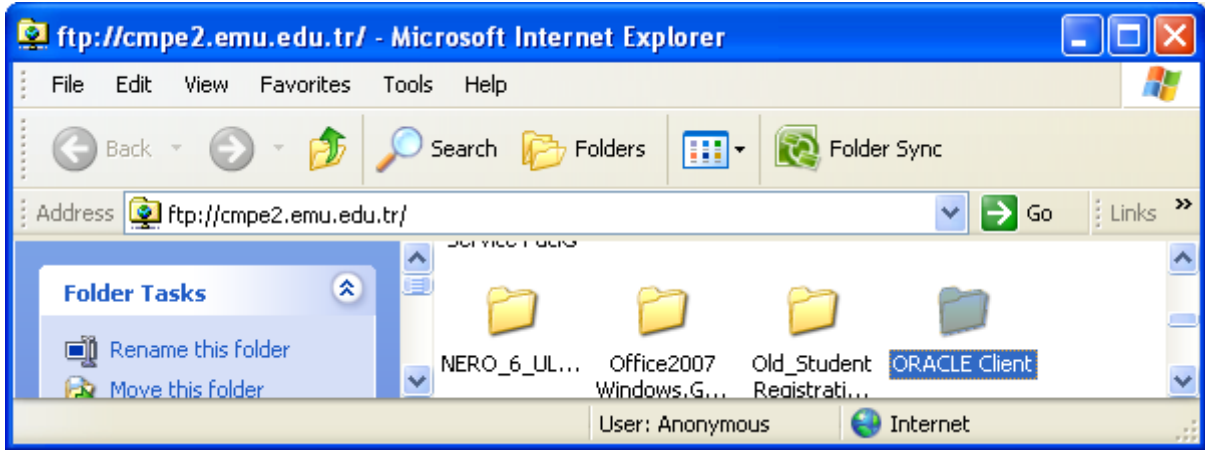 ftp://cmpe2.emu.edu.tr/ - Microsoft Internet Explorer
File Edit View Favorites Tools Help
Back Search Folders Folder Sync
Address ftp://cmpe2.emu.edu.tr/ Go Links »
Service Packs
Folder Tasks
Rename this folder
Move this folder
NERO_6_UL... Office2007 Old_Student ORACLE Client
Windows.G... Registrati...
User: Anonymous Internet